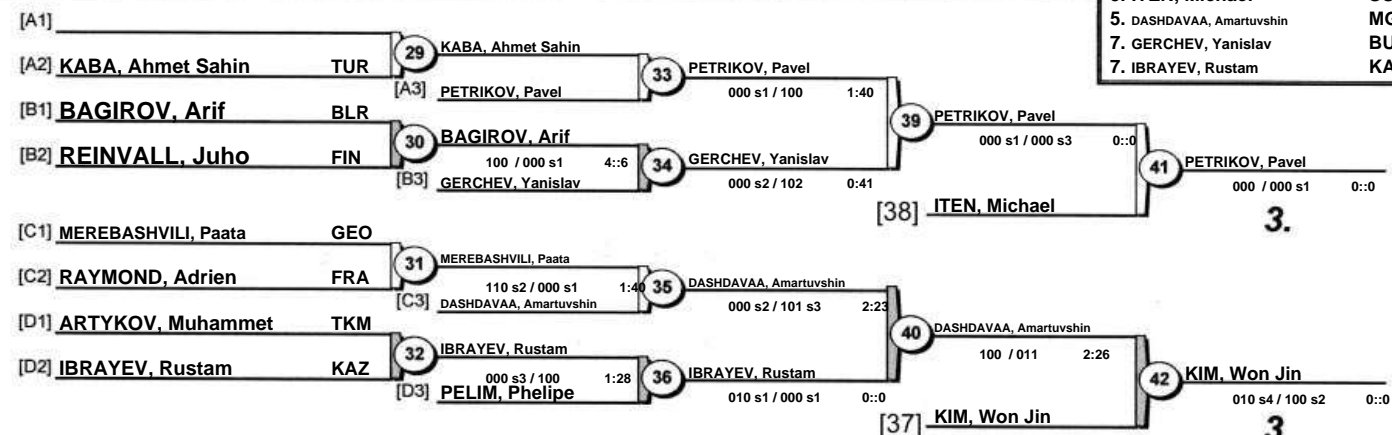 [A1]
[A2] KABA, Ahmet Sahin TUR
29
KABA, Ahmet Sahin
[A3] PETRIKOV, Pavel
33
PETRIKOV, Pavel
000 s1 / 100 1:40
[B1] BAGIROV, Arif BLR
[B2] REINVALL, Juho FIN
30
BAGIROV, Arif
100 / 000 s1 4::6
[B3] GERCHEV, Yanislav
34
GERCHEV, Yanislav
000 s2 / 102 0:41
39
PETRIKOV, Pavel
000 s1 / 000 s3 0::0
[38] ITEN, Michael
41
PETRIKOV, Pavel
000 / 000 s1 0::0
3.
[C1] MEREBASHVILI, Paata GEO
[C2] RAYMOND, Adrien FRA
31
MEREBASHVILI, Paata
110 s2 / 000 s1 1:40
[C3] DASHDAVAA, Amartuvshin
35
DASHDAVAA, Amartuvshin
000 s2 / 101 s3 2:23
[D1] ARTYKOV, Muhammet TKM
[D2] IBRAYEV, Rustam KAZ
32
IBRAYEV, Rustam
000 s3 / 100 1:28
[D3] PELIM, Phelipe
36
IBRAYEV, Rustam
010 s1 / 000 s1 0::0
40
DASHDAVAA, Amartuvshin
100 / 011 2:26
[37] KIM, Won Jin
42
KIM, Won Jin
010 s4 / 100 s2 0::0
3
5. DASHDAVAA, Amartuvshin MG
7. GERCHEV, Yanislav BU
7. IBRAYEV, Rustam KA